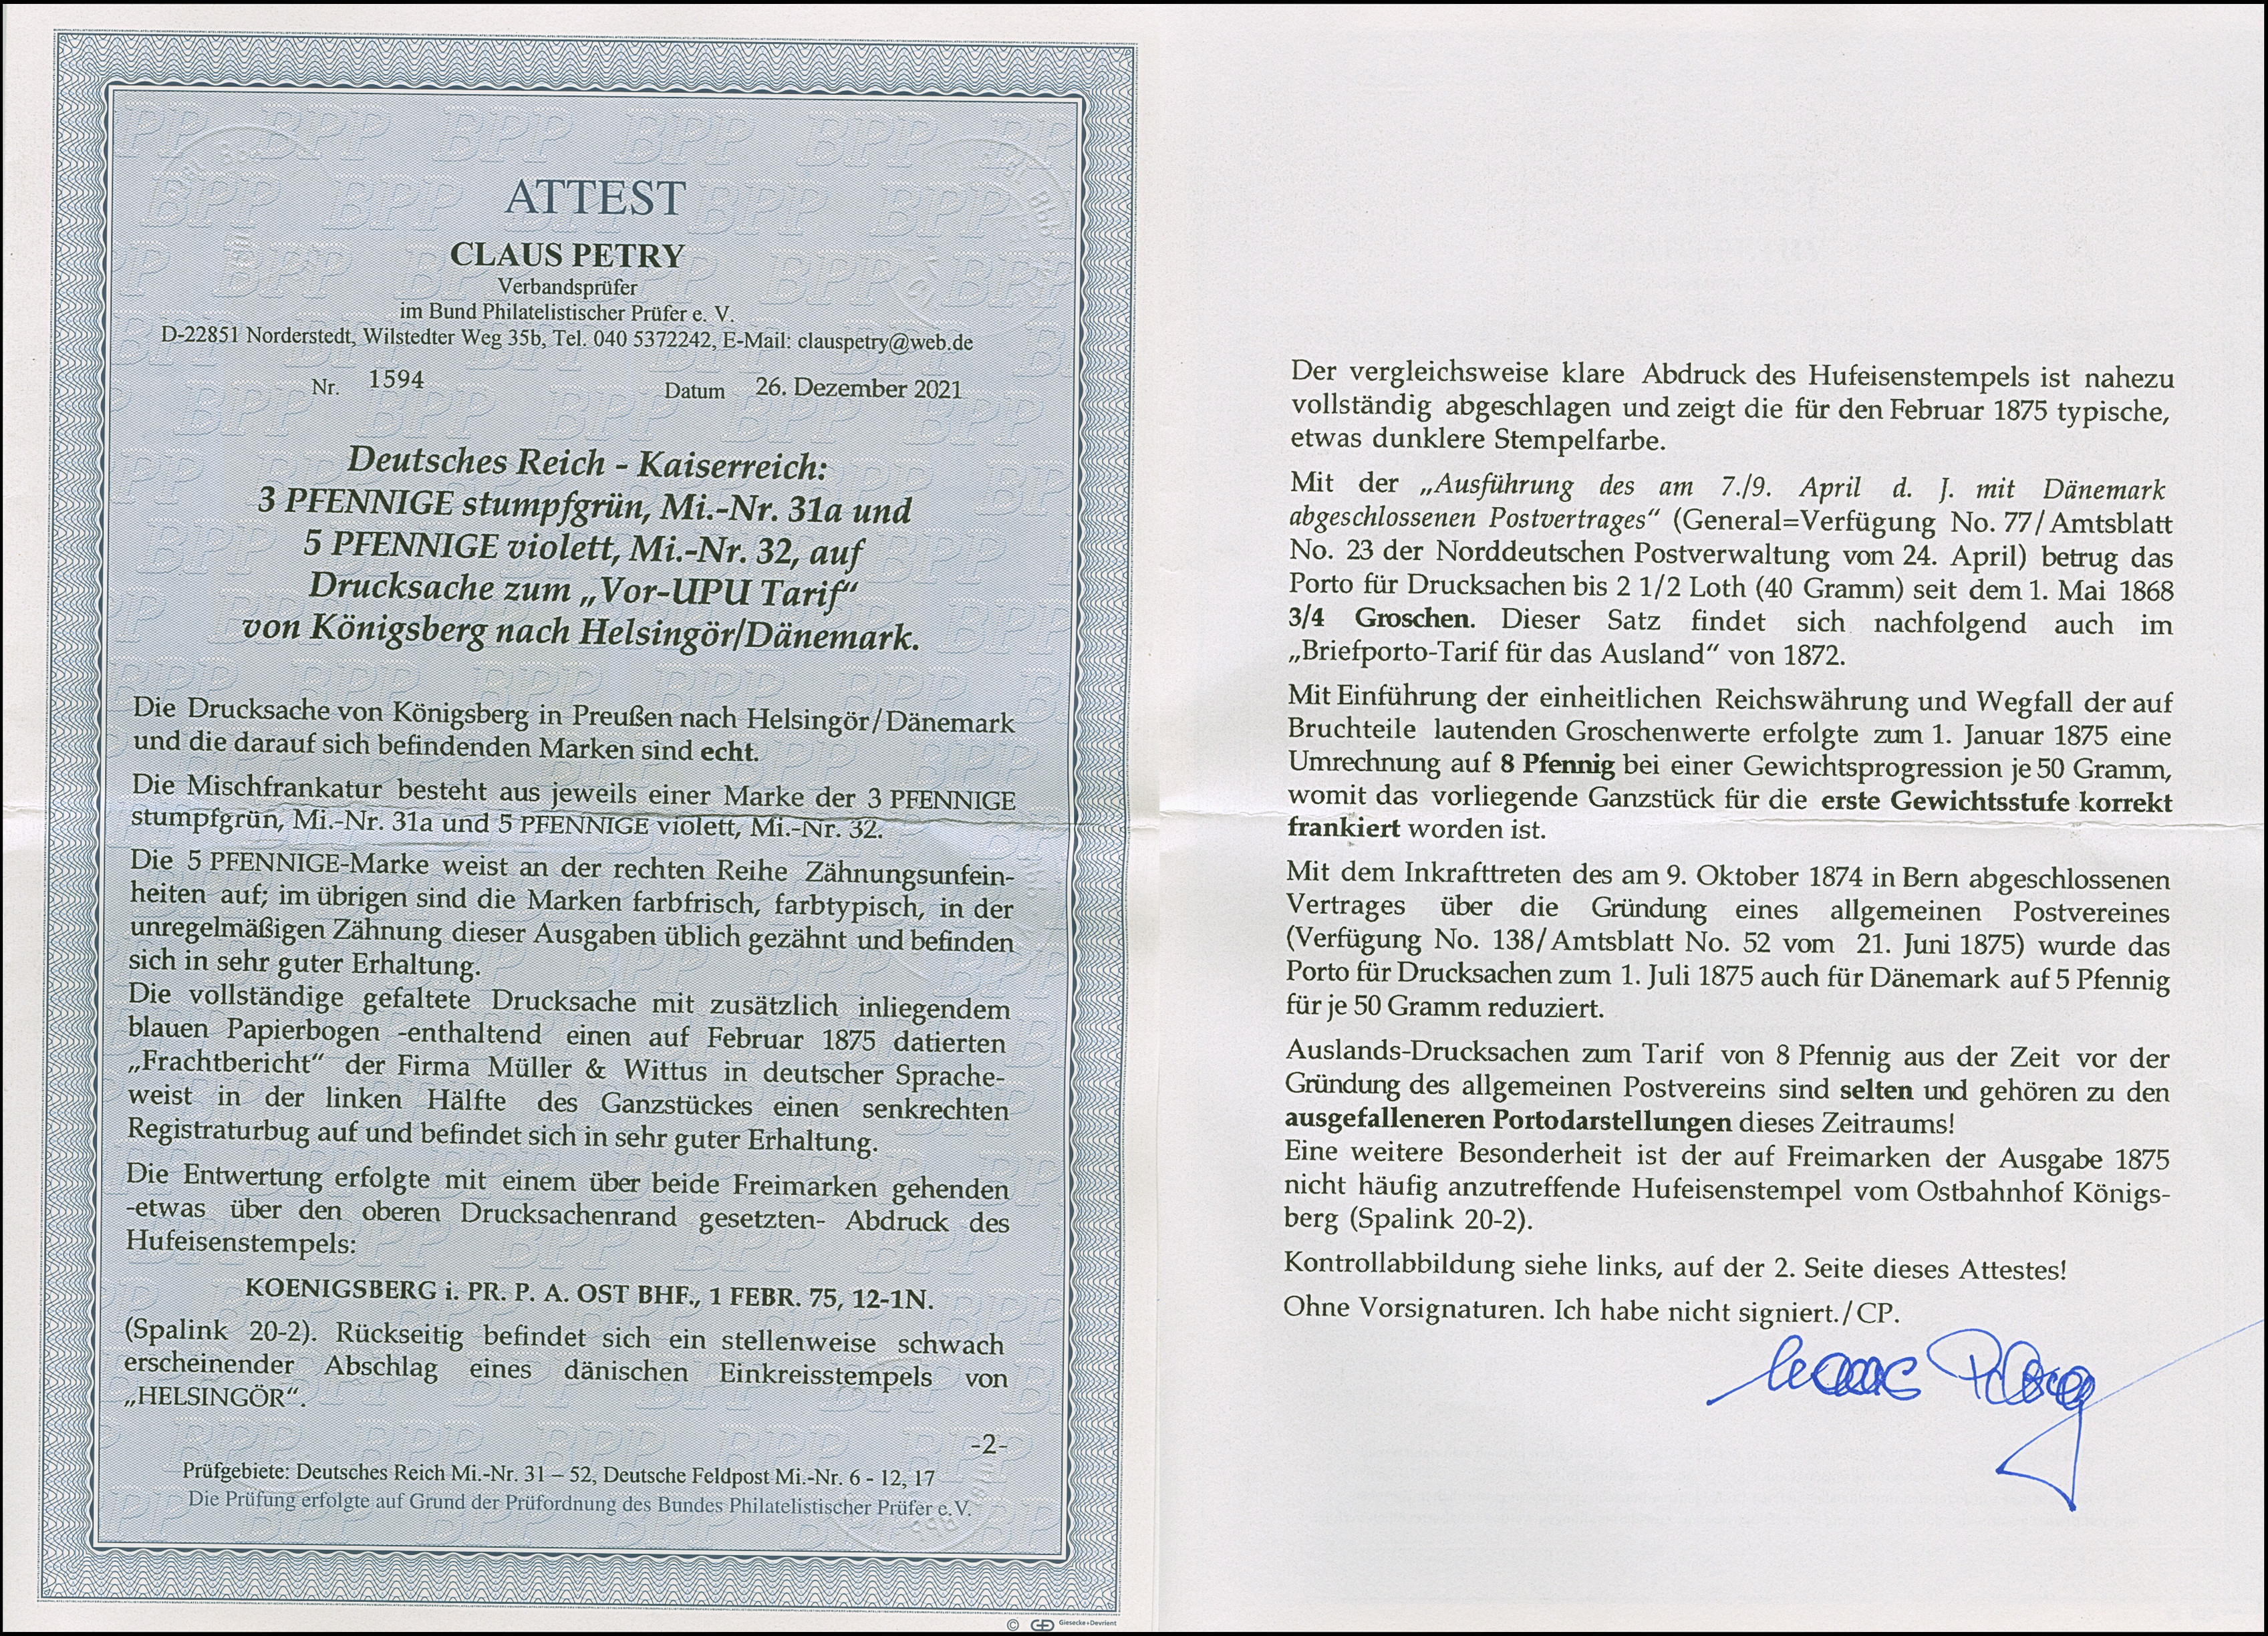 ATTEST
CLAUS PETRY
Verbandsprüfer
im Bund Philatelistischer Prüfer e. V.
D-22851 Norderstedt, Wilstedter Weg 35b, Tel. 040 5372242, E-Mail: clauspetry@web.de
Nr. 1594 Datum 26. Dezember 2021
Deutsches Reich - Kaiserreich:
3 PFENNIGE stumpfgrün, Mi.-Nr. 31a und
5 PFENNIGE violett, Mi.-Nr. 32, auf
Drucksache zum „Vor-UPU Tarif"
von Königsberg nach Helsingör/Dänemark.
Die Drucksache von Königsberg in Preußen nach Helsingör/Dänemark
und die darauf sich befindenden Marken sind echt.
Die Mischfrankatur besteht aus jeweils einer Marke der 3 PFENNIGE
stumpfgrün, Mi.-Nr. 31a und 5 PFENNIGE violett, Mi.-Nr. 32.
Die 5 PFENNIGE-Marke weist an der rechten Reihe Zähnungsunfein-
heiten auf; im übrigen sind die Marken farbfrisch, farbtypisch, in der
unregelmäßigen Zähnung dieser Ausgaben üblich gezähnt und befinden
sich in sehr guter Erhaltung.
Die vollständige gefaltete Drucksache mit zusätzlich inliegendem
blauen Papierbogen -enthaltend einen auf Februar 1875 datierten
„Frachtbericht" der Firma Müller & Wittus in deutscher Sprache-
weist in der linken Hälfte des Ganzstückes einen senkrechten
Registraturbug auf und befindet sich in sehr guter Erhaltung.
Die Entwertung erfolgte mit einem über beide Freimarken gehenden
-etwas über den oberen Drucksachenrand gesetzten- Abdruck des
Hufeisenstempels:
KOENIGSBERG i. PR. P. A. OST BHF., 1 FEBR. 75, 12-1N.
(Spalink 20-2). Rückseitig befindet sich ein stellenweise schwach
erscheinender Abschlag eines dänischen Einkreisstempels von
„HELSINGÖR".
-2-
Prüfgebiete: Deutsches Reich Mi.-Nr. 31 – 52, Deutsche Feldpost Mi.-Nr. 6 - 12, 17
Die Prüfung erfolgte auf Grund der Prüfordnung des Bundes Philatelistischer Prüfer e.V.
© GD Giesecke+Devrient
Der vergleichsweise klare Abdruck des Hufeisenstempels ist nahezu
vollständig abgeschlagen und zeigt die für den Februar 1875 typische,
etwas dunklere Stempelfarbe.
Mit der „Ausführung des am 7./9. April d. J. mit Dänemark
abgeschlossenen Postvertrages" (General=Verfügung No. 77/Amtsblatt
No. 23 der Norddeutschen Postverwaltung vom 24. April) betrug das
Porto für Drucksachen bis 2 1/2 Loth (40 Gramm) seit dem 1. Mai 1868
3/4 Groschen. Dieser Satz findet sich nachfolgend auch im
„Briefporto-Tarif für das Ausland" von 1872.
Mit Einführung der einheitlichen Reichswährung und Wegfall der auf
Bruchteile lautenden Groschenwerte erfolgte zum 1. Januar 1875 eine
Umrechnung auf 8 Pfennig bei einer Gewichtsprogression je 50 Gramm,
womit das vorliegende Ganzstück für die erste Gewichtsstufe korrekt
frankiert worden ist.
Mit dem Inkrafttreten des am 9. Oktober 1874 in Bern abgeschlossenen
Vertrages über die Gründung eines allgemeinen Postvereines
(Verfügung No. 138/Amtsblatt No. 52 vom 21. Juni 1875) wurde das
Porto für Drucksachen zum 1. Juli 1875 auch für Dänemark auf 5 Pfennig
für je 50 Gramm reduziert.
Auslands-Drucksachen zum Tarif von 8 Pfennig aus der Zeit vor der
Gründung des allgemeinen Postvereins sind selten und gehören zu den
ausgefalleneren Portodarstellungen dieses Zeitraums!
Eine weitere Besonderheit ist der auf Freimarken der Ausgabe 1875
nicht häufig anzutreffende Hufeisenstempel vom Ostbahnhof Königs-
berg (Spalink 20-2).
Kontrollabbildung siehe links, auf der 2. Seite dieses Attestes!
Ohne Vorsignaturen. Ich habe nicht signiert./CP.
Claus Petry